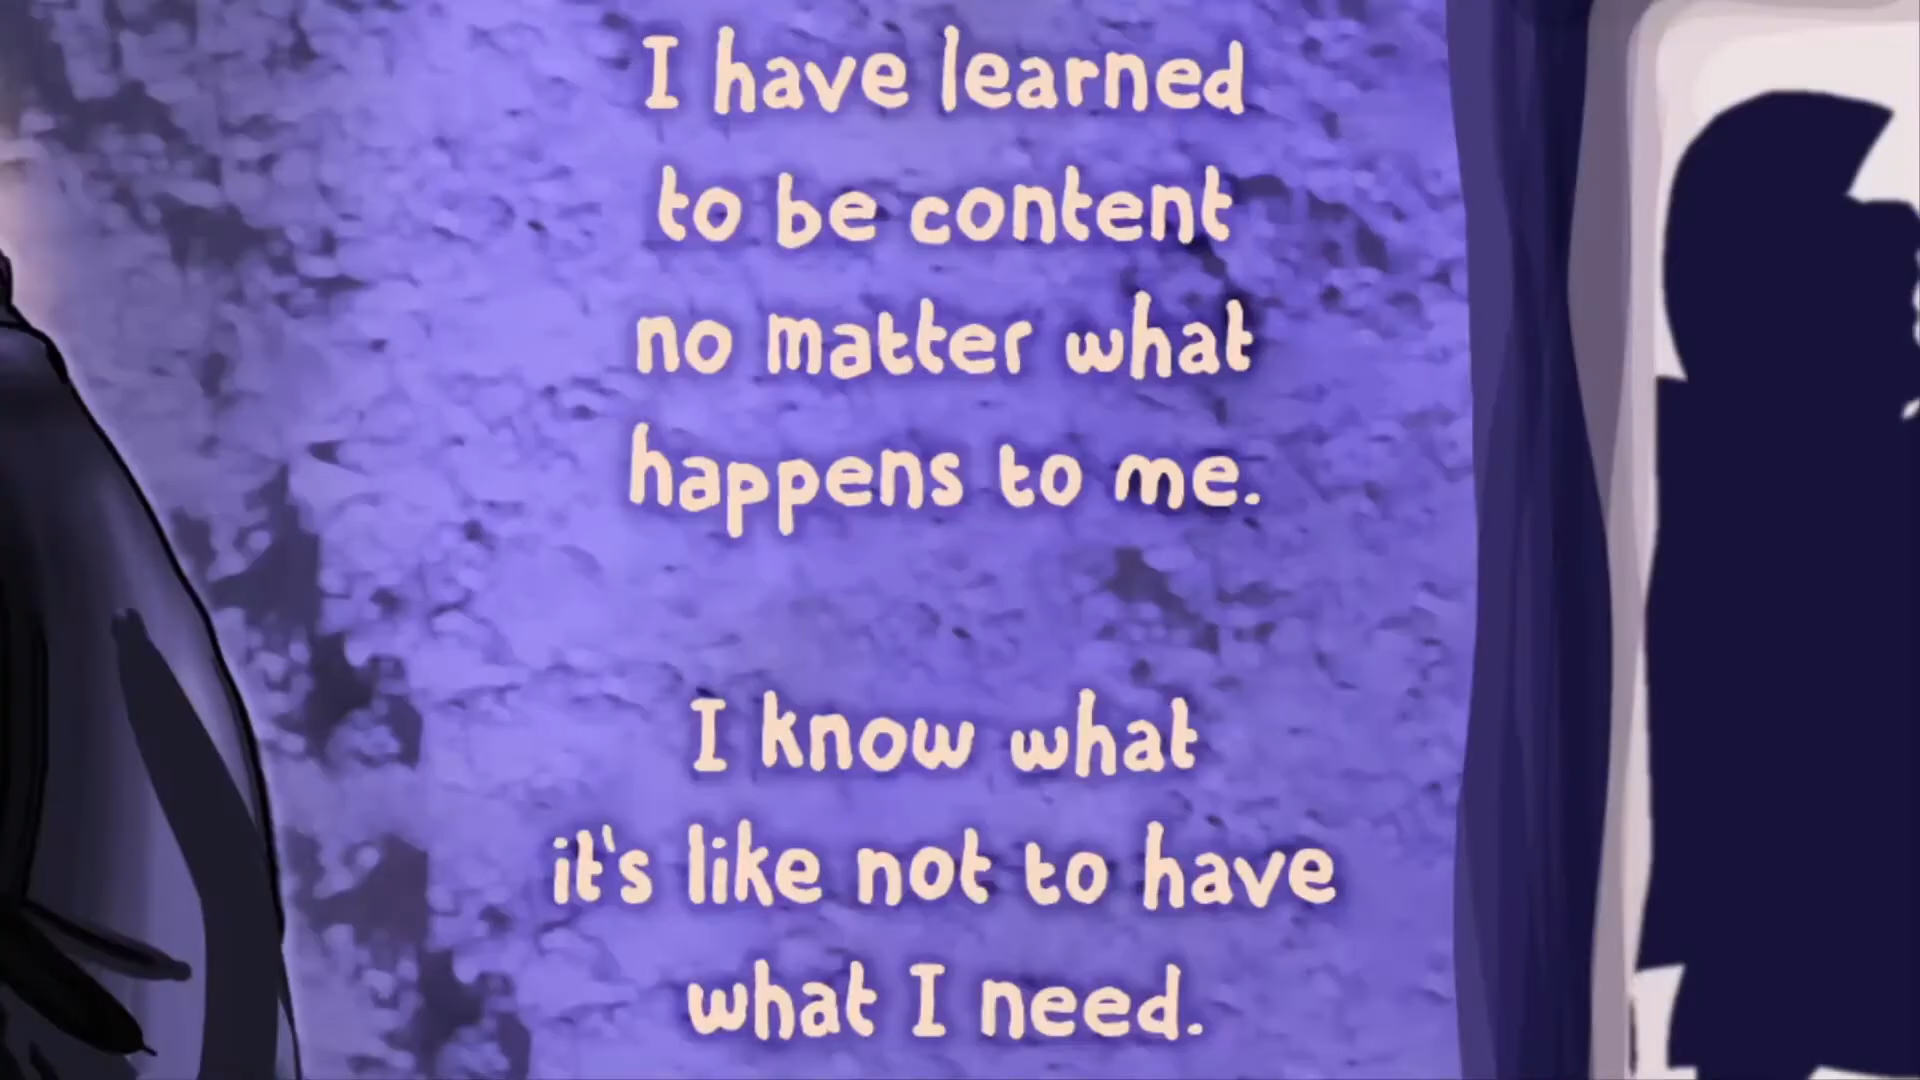 I have learned
to be content
no matter what
happens to me.
I know what
it's like not to have
what I need.